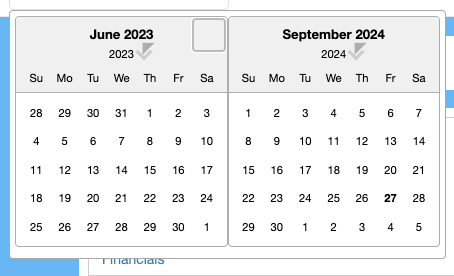 June 2023
2023
Su Mo Tu We Th Fr Sa
28 29 30 31 1 2 3
4 5 6 7 8 9 10
11 12 13 14 15 16 17
18 19 20 21 22 23 24
25 26 27 28 29 30 1
September 2024
2024
Su Mo Tu We Th Fr Sa
1 2 3 4 5 6 7
8 9 10 11 12 13 14
15 16 17 18 19 20 21
22 23 24 25 26 27 28
29 30 1 2 3 4 5
Financials